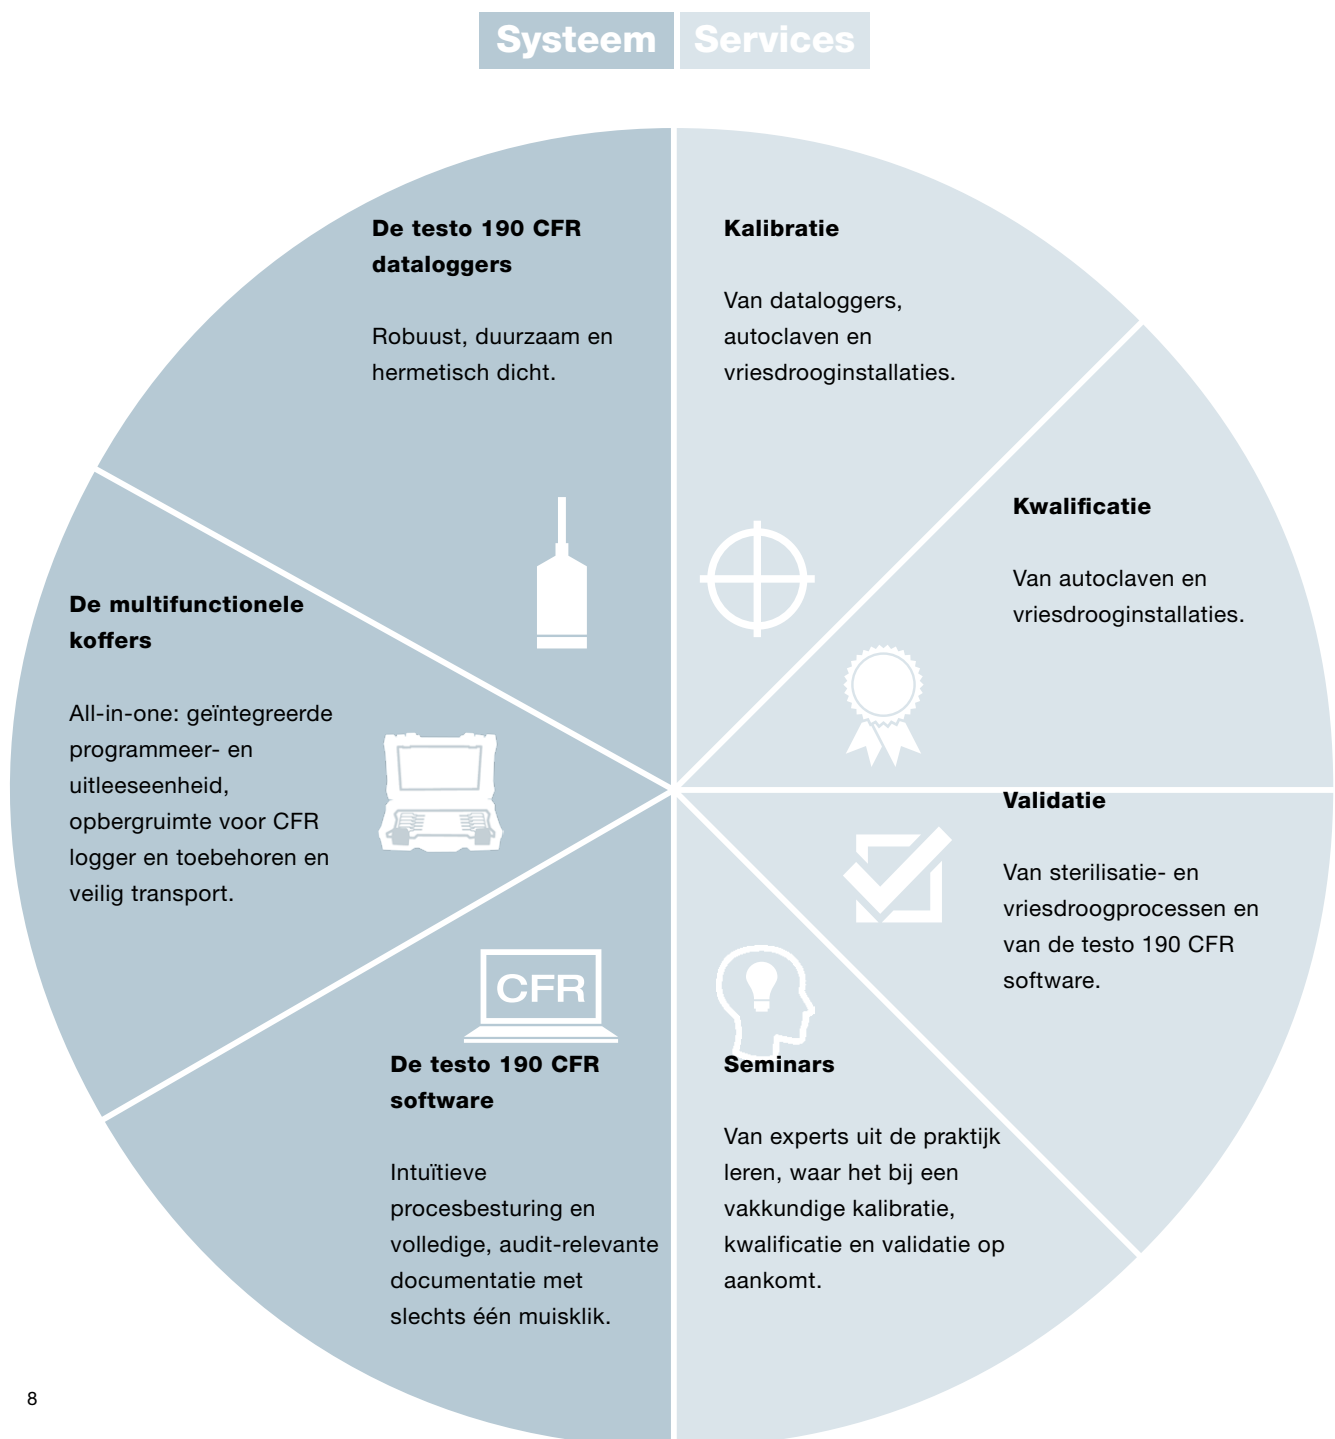 Systeem Services
De testo 190 CFR
dataloggers
Robuust, duurzaam en
hermetisch dicht.
De multifunctionele
koffers
All-in-one: geïntegreerde
programmeer- en
uitleeseenheid,
opbergruimte voor CFR
logger en toebehoren en
veilig transport.
CFR
De testo 190 CFR
software
Intuïtieve
procesbesturing en
volledige, audit-relevante
documentatie met
slechts één muisklik.
Kalibratie
Van dataloggers,
autoclaven en
vriesdrooginstallaties.
Kwalificatie
Van autoclaven en
vriesdrooginstallaties.
Validatie
Van sterilisatie- en
vriesdroogprocessen en
van de testo 190 CFR
software.
Seminars
Van experts uit de praktijk
leren, waar het bij een
vakkundige kalibratie,
kwalificatie en validatie op
aankomt.
8